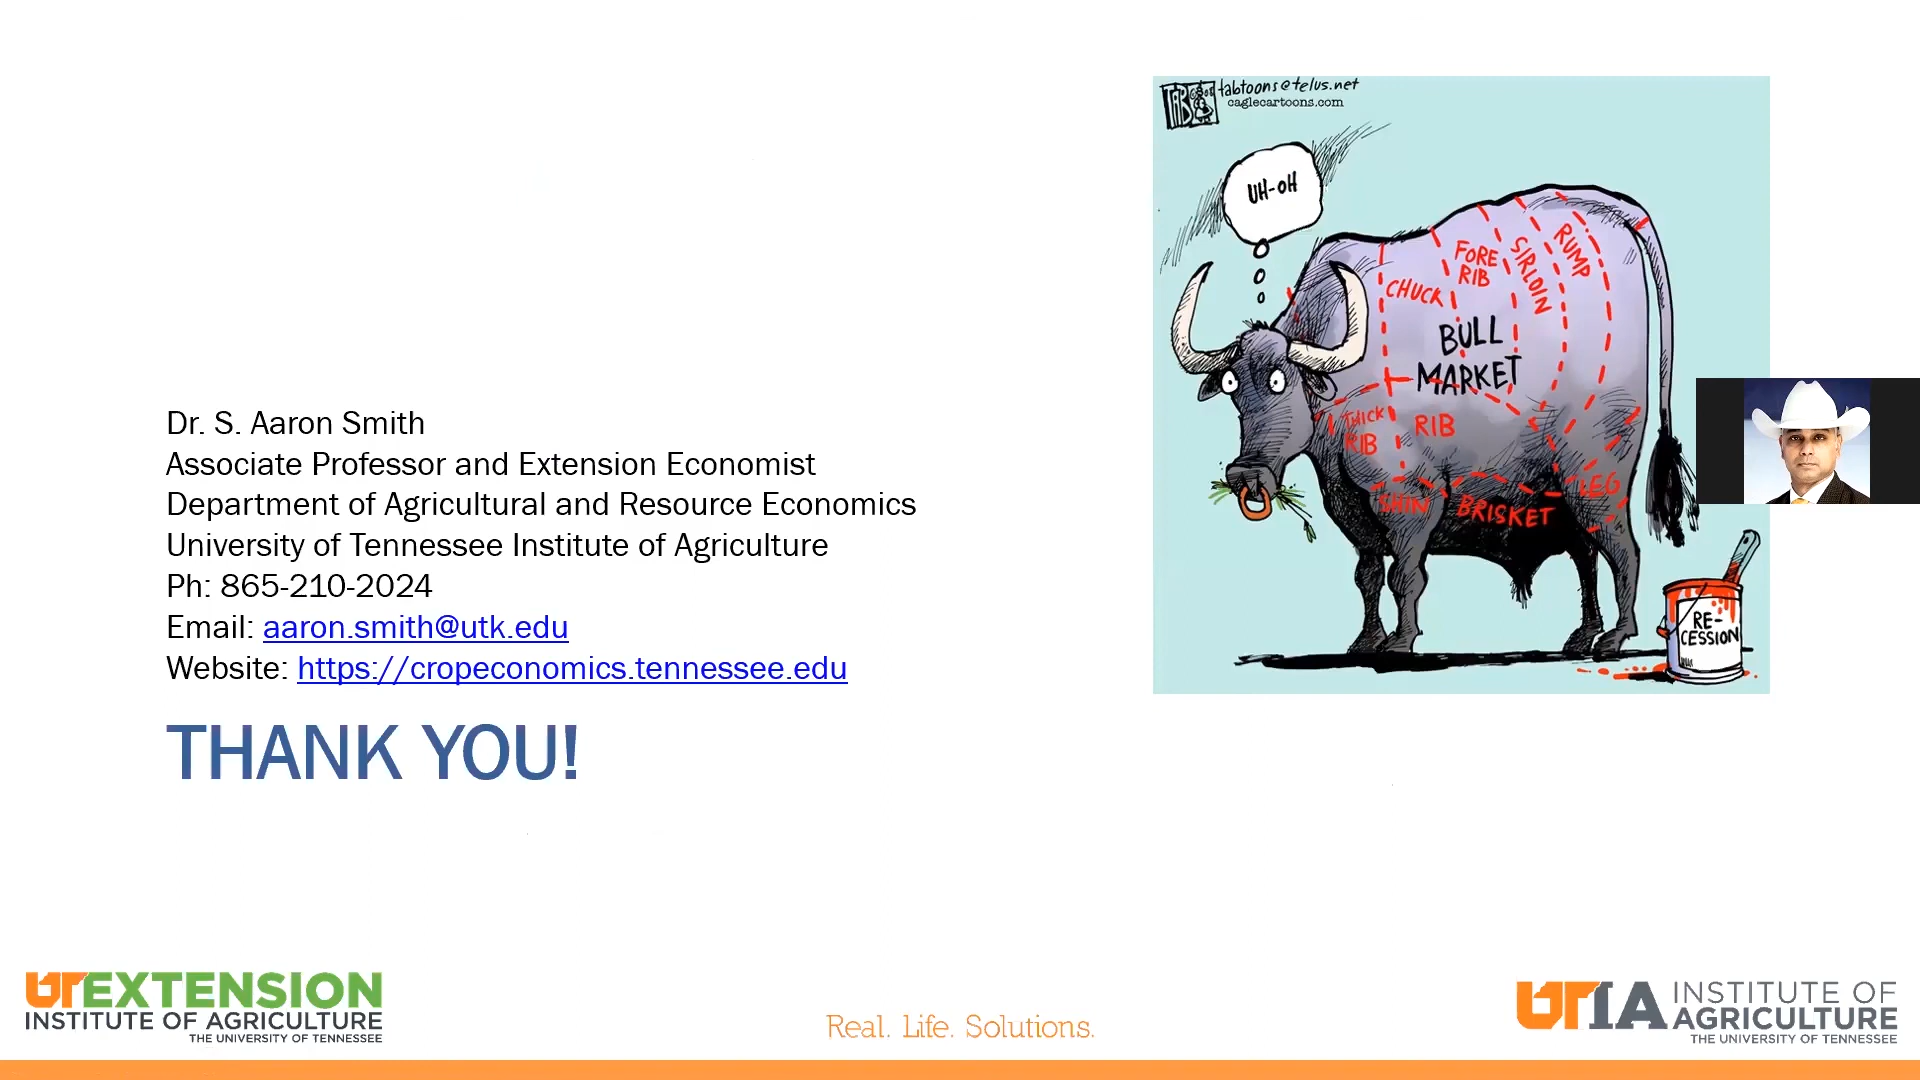 Dr. S. Aaron Smith
Associate Professor and Extension Economist
Department of Agricultural and Resource Economics
University of Tennessee Institute of Agriculture
Ph: 865-210-2024
Email: aaron.smith@utk.edu
Website: https://cropeconomics.tennessee.edu
THANK YOU!
TAB
tabtoons@telus.net
caglecartoons.com
UH-OH
CHUCK
FORE
RIB
SIRLOIN
RUMP
BULL
MARKET
THICK
RIB
RIB
SHIN
BRISKET
LEG
RE-
CESSION
UT EXTENSION
INSTITUTE OF AGRICULTURE
THE UNIVERSITY OF TENNESSEE
Real. Life. Solutions.
UTIA
INSTITUTE OF
AGRICULTURE
THE UNIVERSITY OF TENNESSEE